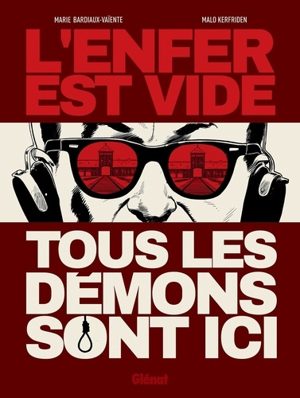 MARIE BARDIAUX-VAÏENTE MALO KERFRIDEN
L'ENFER
EST VIDE
TOUS LES
DÉMONS
SONT ICI
Glénat